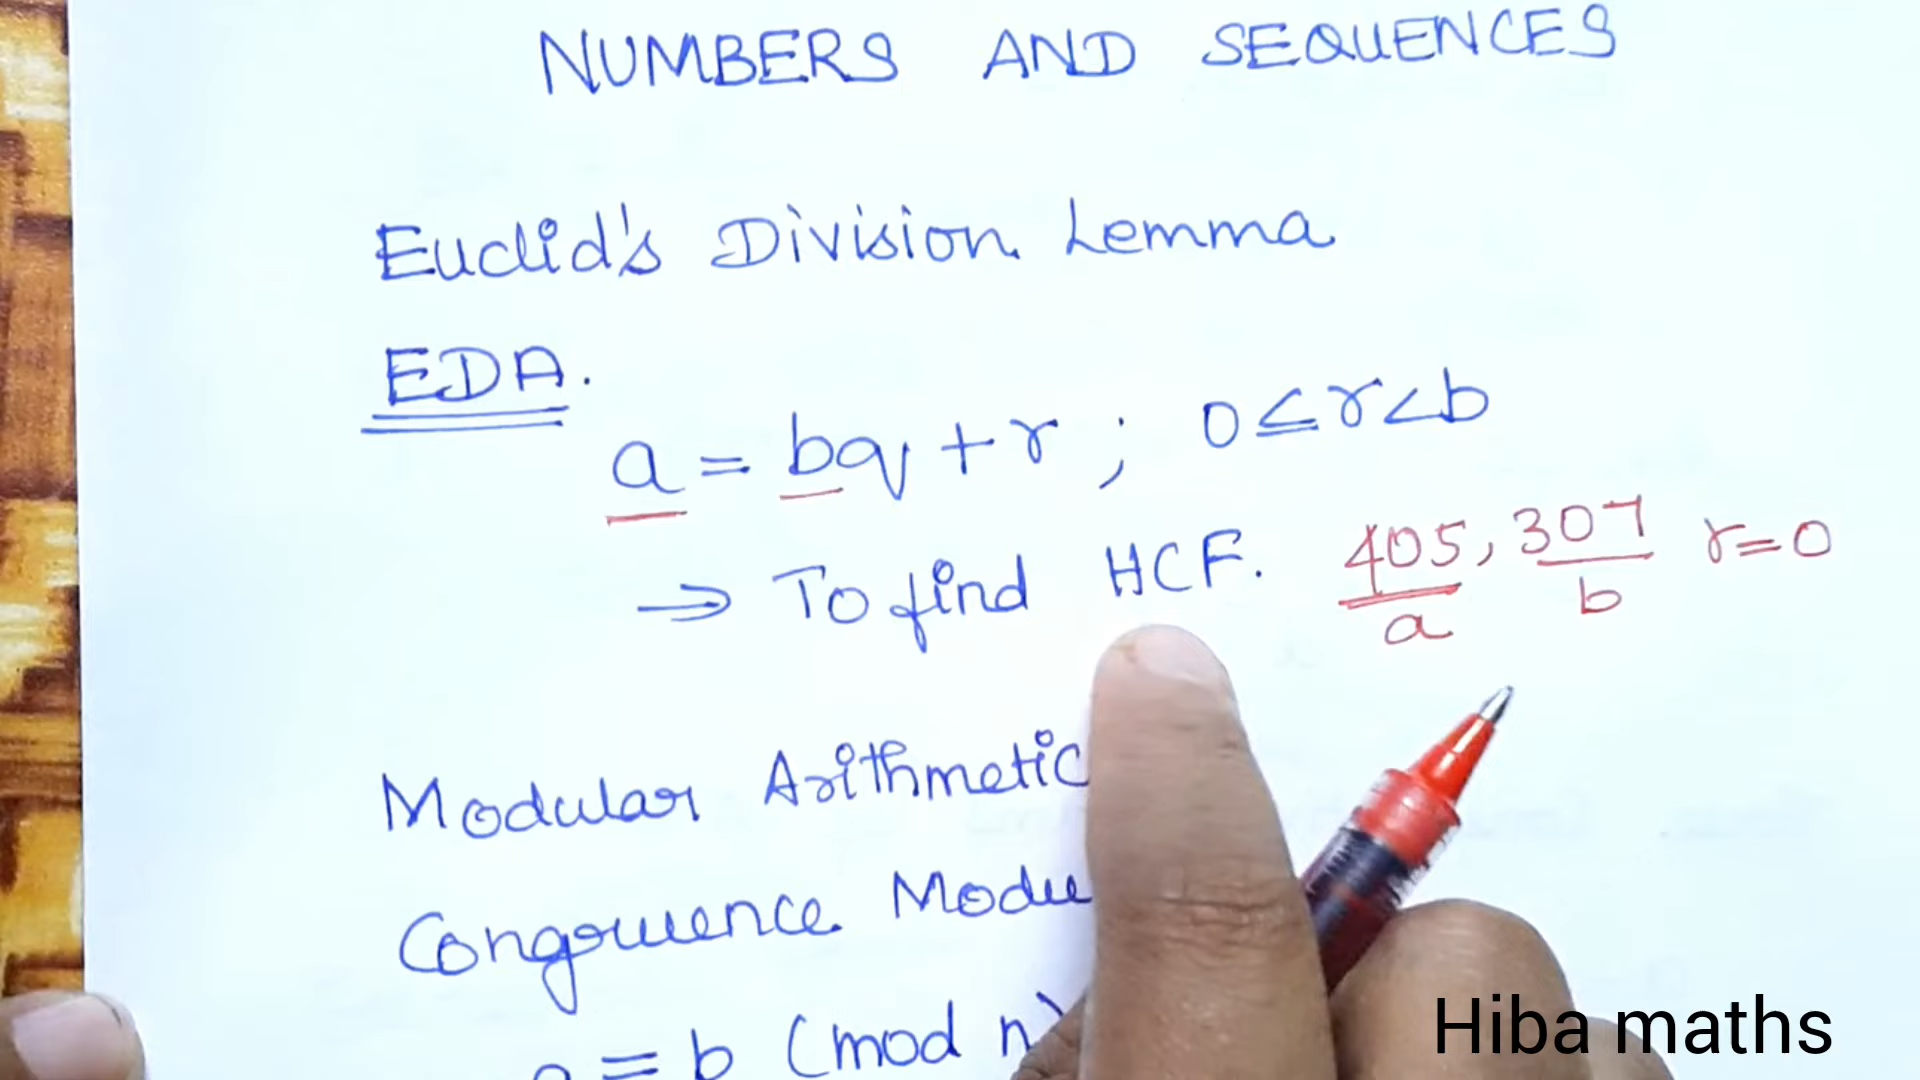 NUMBERS AND SEQUENCES
Euclid's Division Lemma
EDA.
a = bq + r ; 0 ≤ r < b
⇒ To find HCF. 405, 307 r=0
a b
Modular Arithmetic
Congruence
a = b (mod n)
Hiba maths